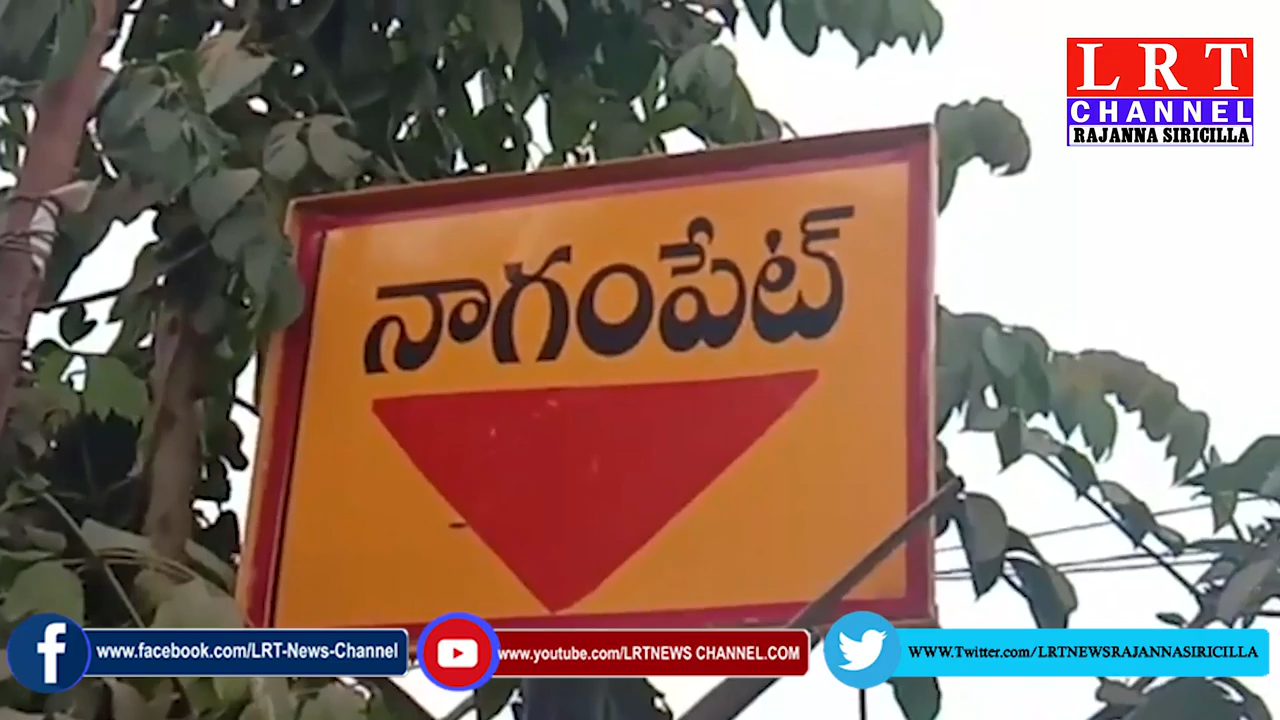 LRT
CHANNEL
RAJANNA SIRICILLA
నాగంపేట్
www.facebook.com/LRT-News-Channel
www.youtube.com/LRTNEWS CHANNEL.COM
WWW.Twitter.com/LRTNEWSRAJANNASIRICILLA